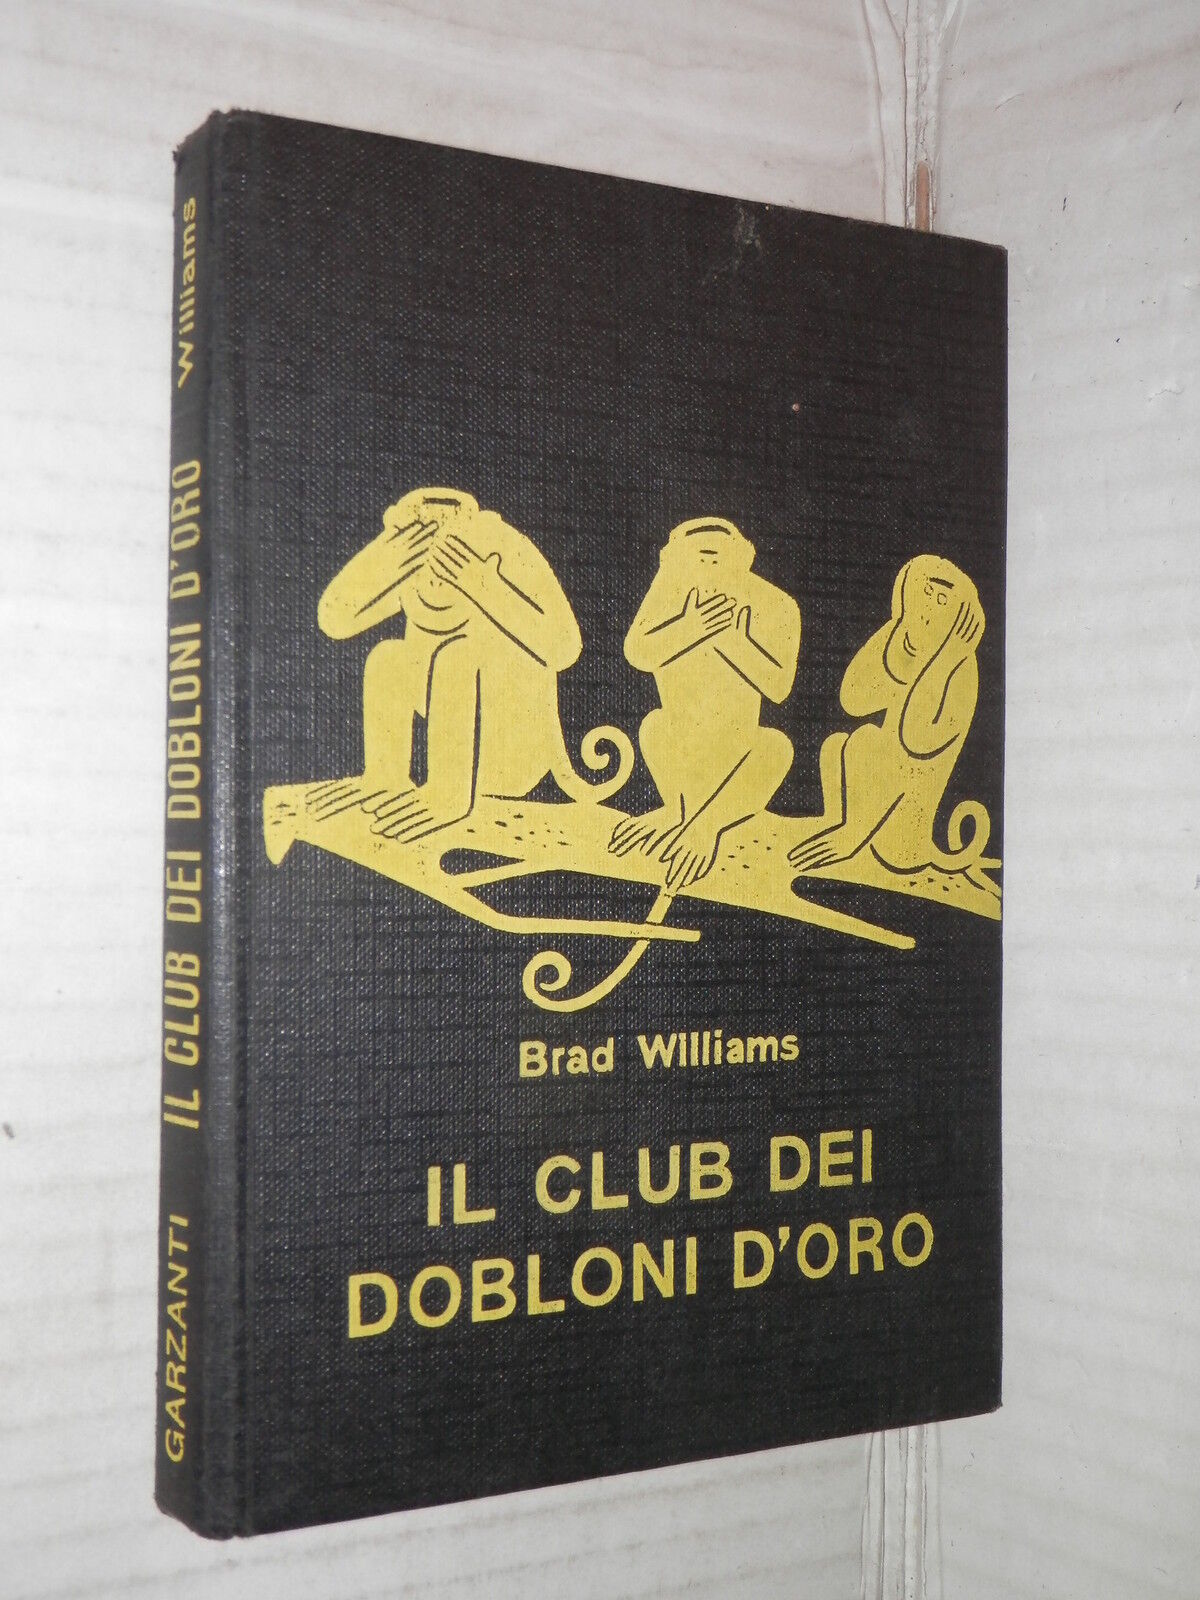 Brad Williams
IL CLUB DEI
DOBLONI D'ORO
GARZANTI IL CLUB DEI DOBLONI D'ORO Williams